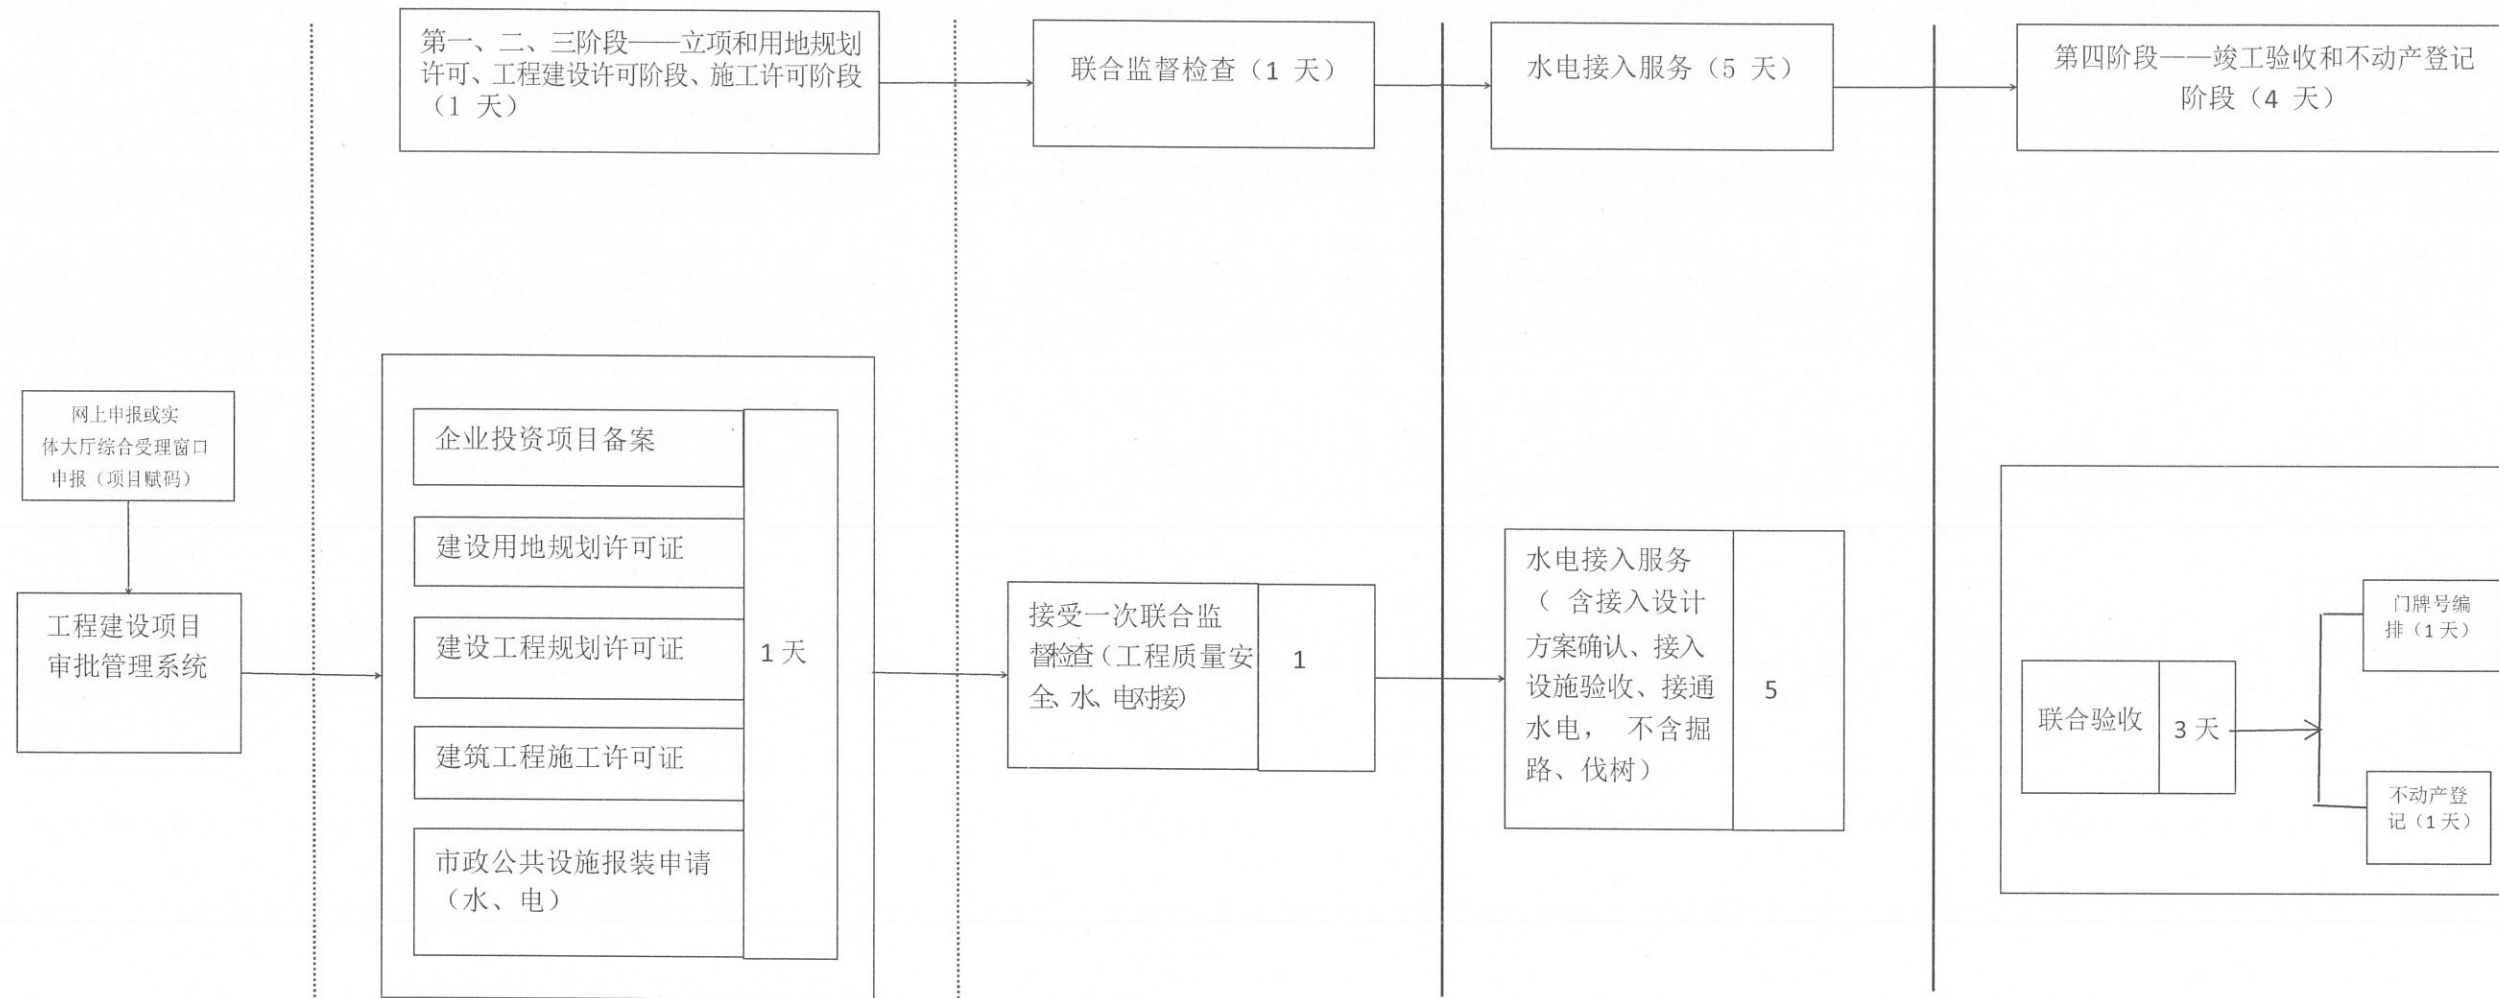 第一、二、三阶段——立项和用地规划
许可、工程建设许可阶段、施工许可阶段
（1 天）
联合监督检查（1 天）
水电接入服务（5 天）
第四阶段——竣工验收和不动产登记
阶段（4 天）
网上申报或实
体大厅综合受理窗口
申报（项目赋码）
工程建设项目
审批管理系统
企业投资项目备案
建设用地规划许可证
建设工程规划许可证
建筑工程施工许可证
市政公共设施报装申请
（水、电）
1 天
接受一次联合监
督检查（工程质量安
全、水、电对接）
1
水电接入服务
（ 含接入设计
方案确认、接入
设施验收、接通
水电， 不含掘
路、伐树）
5
联合验收
3 天
门牌号编
排（1 天）
不动产登
记（1 天）